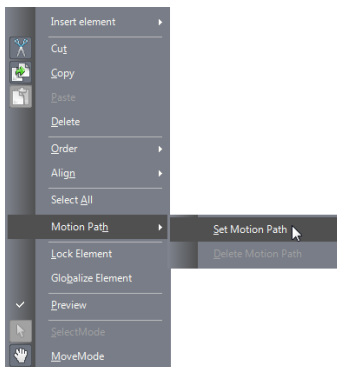 Insert element
Cut
Copy
Paste
Delete
Order
Align
Select All
Motion Path
Set Motion Path
Delete Motion Path
Lock Element
Globalize Element
Preview
SelectMode
MoveMode